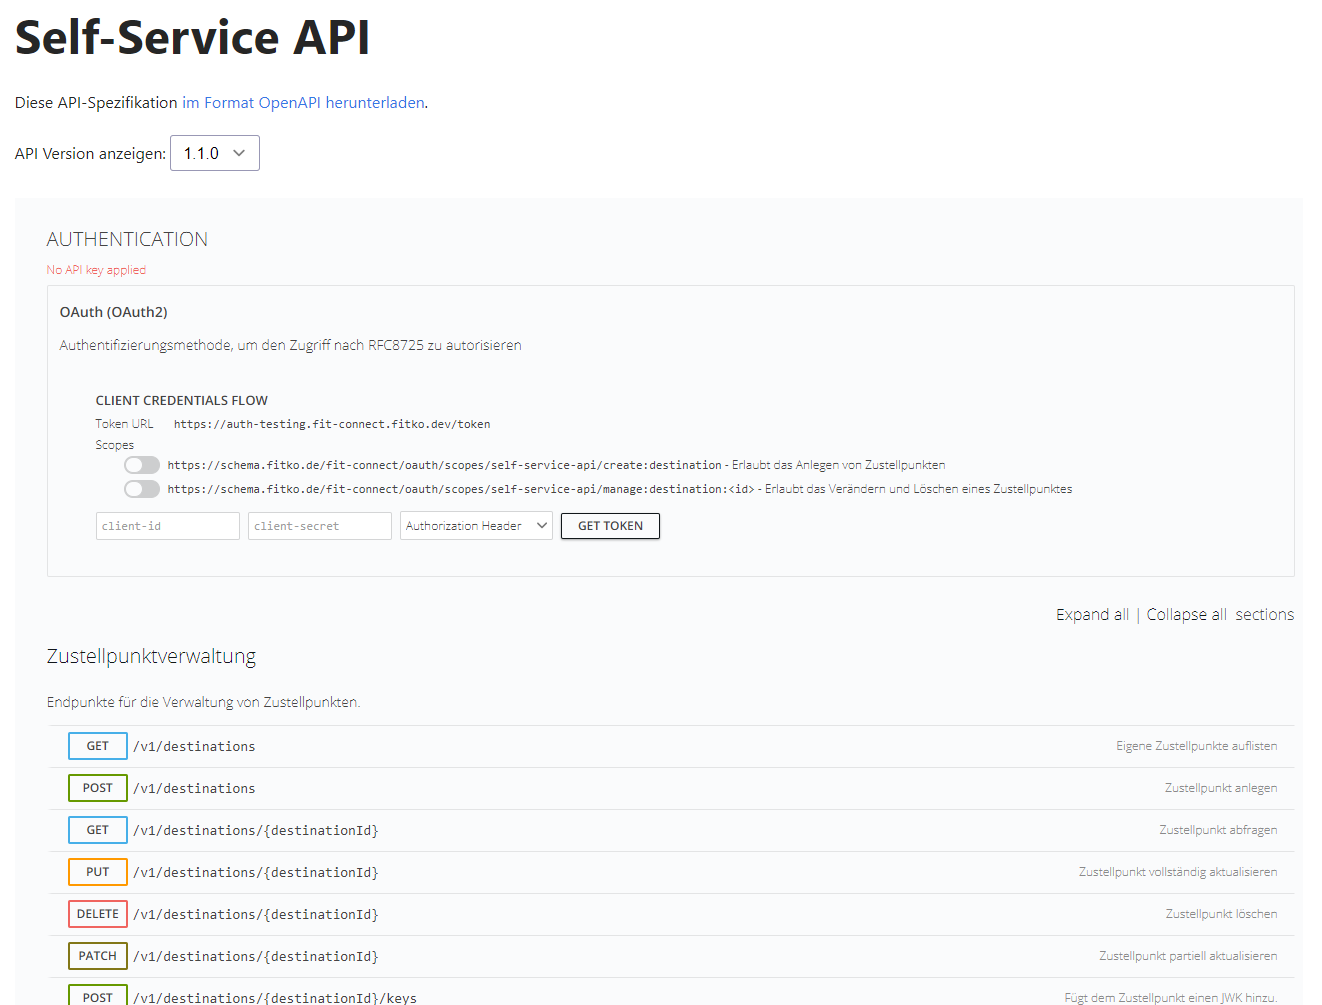 Self-Service API
Diese API-Spezifikation im Format OpenAPI herunterladen.
API Version anzeigen: 1.1.0
AUTHENTICATION
No API key applied
OAuth (OAuth2)
Authentifizierungsmethode, um den Zugriff nach RFC8725 zu autorisieren
CLIENT CREDENTIALS FLOW
Token URL https://auth-testing.fit-connect.fitko.dev/token
Scopes
https://schema.fitko.de/fit-connect/oauth/scopes/self-service-api/create:destination - Erlaubt das Anlegen von Zustellpunkten
https://schema.fitko.de/fit-connect/oauth/scopes/self-service-api/manage:destination:<id> - Erlaubt das Verändern und Löschen eines Zustellpunktes
client-id client-secret Authorization Header GET TOKEN
Expand all | Collapse all sections
Zustellpunktverwaltung
Endpunkte für die Verwaltung von Zustellpunkten.
GET /v1/destinations Eigene Zustellpunkte auflisten
POST /v1/destinations Zustellpunkt anlegen
GET /v1/destinations/{destinationId} Zustellpunkt abfragen
PUT /v1/destinations/{destinationId} Zustellpunkt vollständig aktualisieren
DELETE /v1/destinations/{destinationId} Zustellpunkt löschen
PATCH /v1/destinations/{destinationId} Zustellpunkt partiell aktualisieren
POST /v1/destinations/{destinationId}/keys Fügt dem Zustellpunkt einen JWK hinzu.